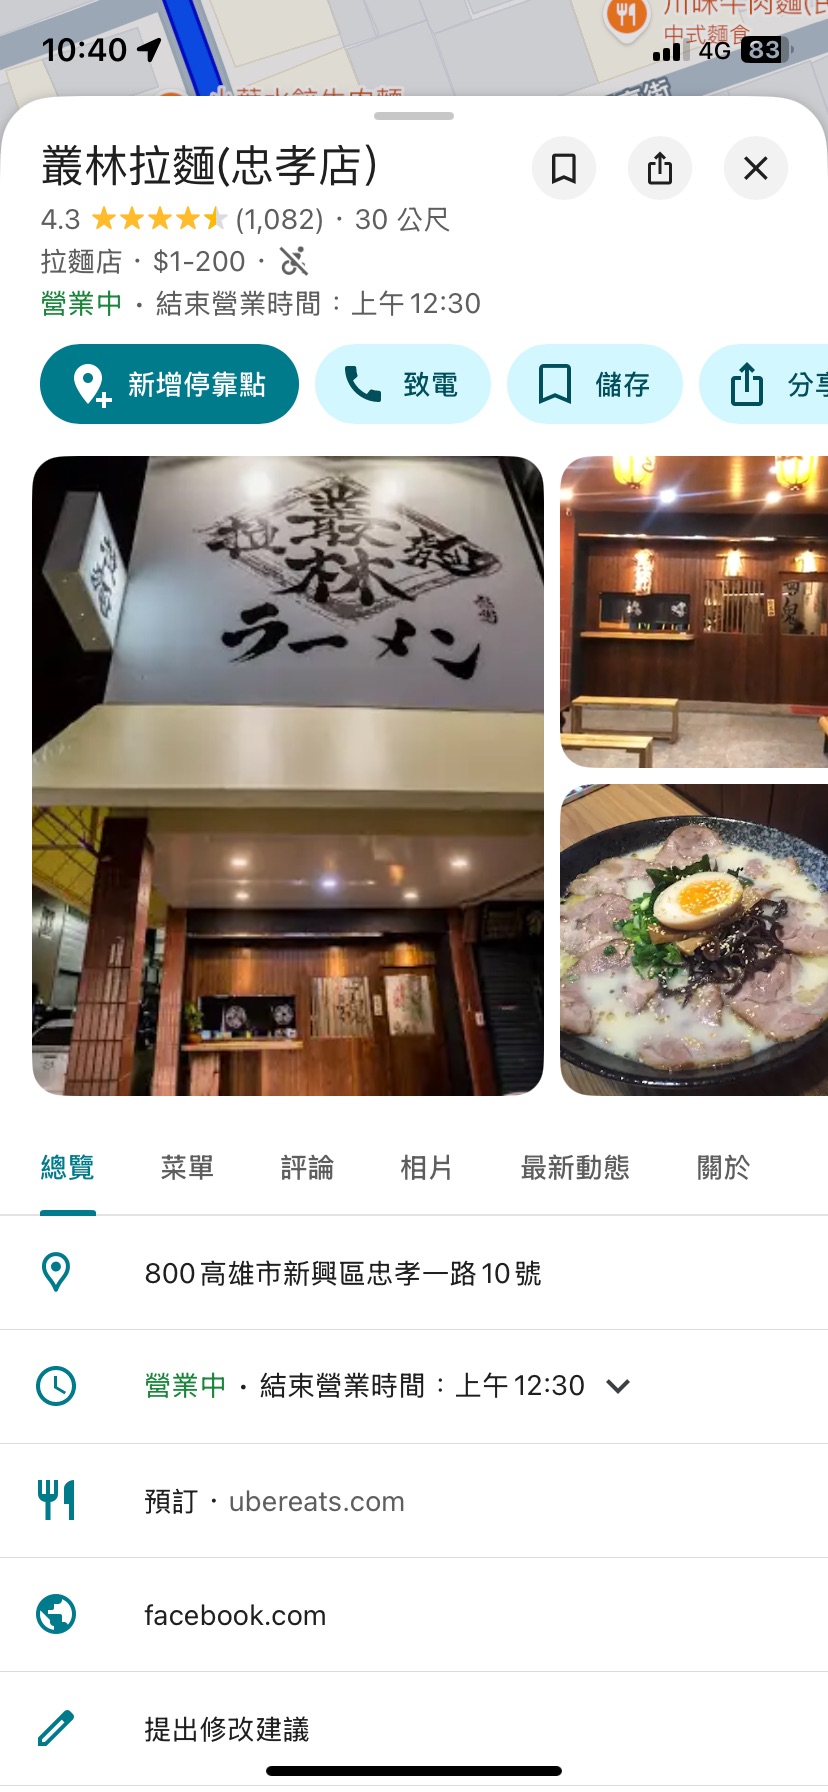 10:40
4G 83
川味牛肉麵
中式麵食
叢林拉麵(忠孝店)
4.3 (1,082) · 30 公尺
拉麵店 · $1-200 ·
營業中 · 結束營業時間：上午 12:30
新增停靠點
致電
儲存
分享
叢林
拉 麵
ラーメン
總覽
菜單
評論
相片
最新動態
關於
800高雄市新興區忠孝一路10號
營業中 · 結束營業時間：上午 12:30
預訂 · ubereats.com
facebook.com
提出修改建議